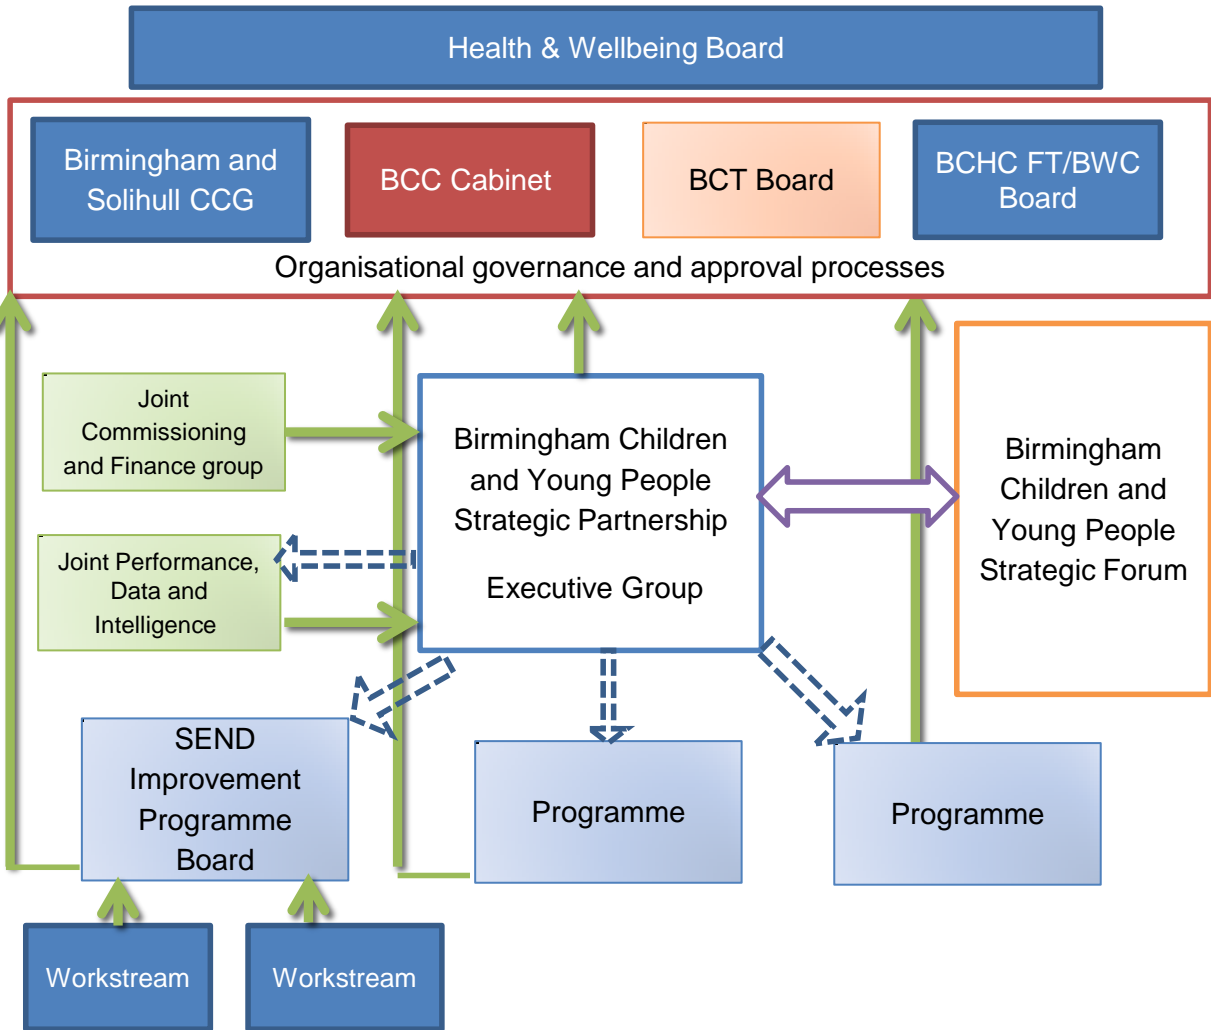 Health & Wellbeing Board
Birmingham and
Solihull CCG
BCC Cabinet
BCT Board
BCHC FT/BWC
Board
Organisational governance and approval processes
Joint
Commissioning
and Finance group
Birmingham Children
and Young People
Strategic Partnership
Executive Group
Birmingham
Children and
Young People
Strategic Forum
Joint Performance,
Data and
Intelligence
SEND
Improvement
Programme
Board
Programme
Programme
Workstream
Workstream